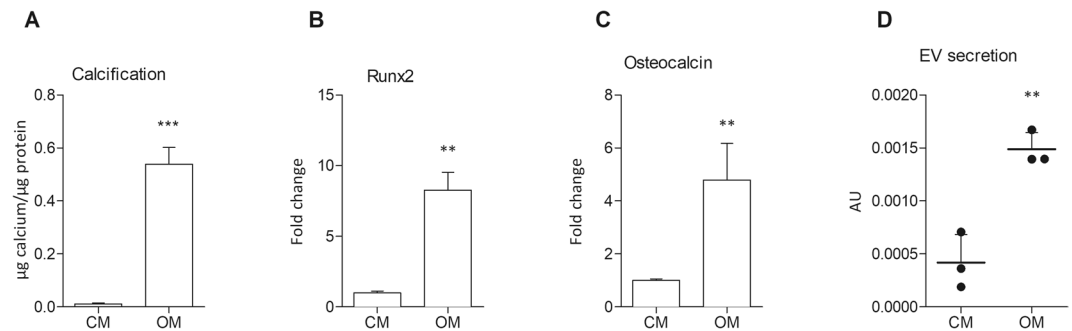 A
Calcification
µg calcium/µg protein
0.8
0.6
0.4
0.2
0.0
***
CM
OM
B
Runx2
Fold change
15
10
5
0
**
CM
OM
C
Osteocalcin
Fold change
8
6
4
2
0
**
CM
OM
D
EV secretion
AU
0.0020
0.0015
0.0010
0.0005
0.0000
**
CM
OM